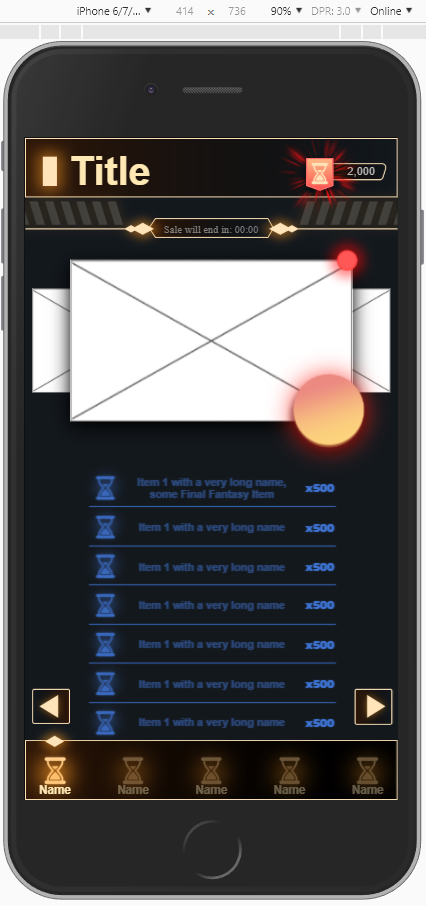 iPhone 6/7/... ▼ 414 × 736 90% ▼ DPR: 3.0 ▼ Online ▼
Title
2,000
Sale will end in: 00:00
Item 1 with a very long name,
some Final Fantasy Item
x500
Item 1 with a very long name x500
Item 1 with a very long name x500
Item 1 with a very long name x500
Item 1 with a very long name x500
Item 1 with a very long name x500
Item 1 with a very long name x500
Name Name Name Name Name